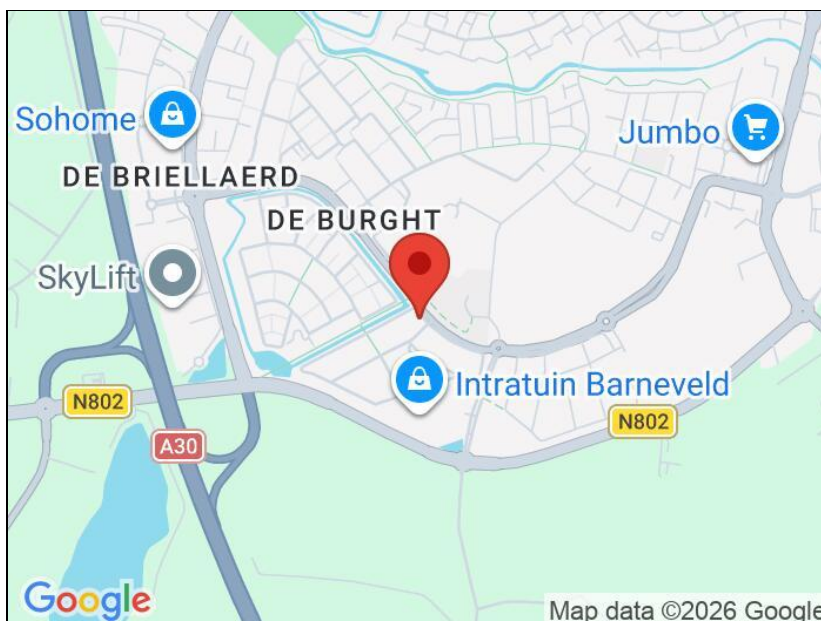 Sohome
Jumbo
DE BRIELLAERD
DE BURGHT
SkyLift
Intratuin Barneveld
N802
N802
A30
Google
Map data ©2026 Google